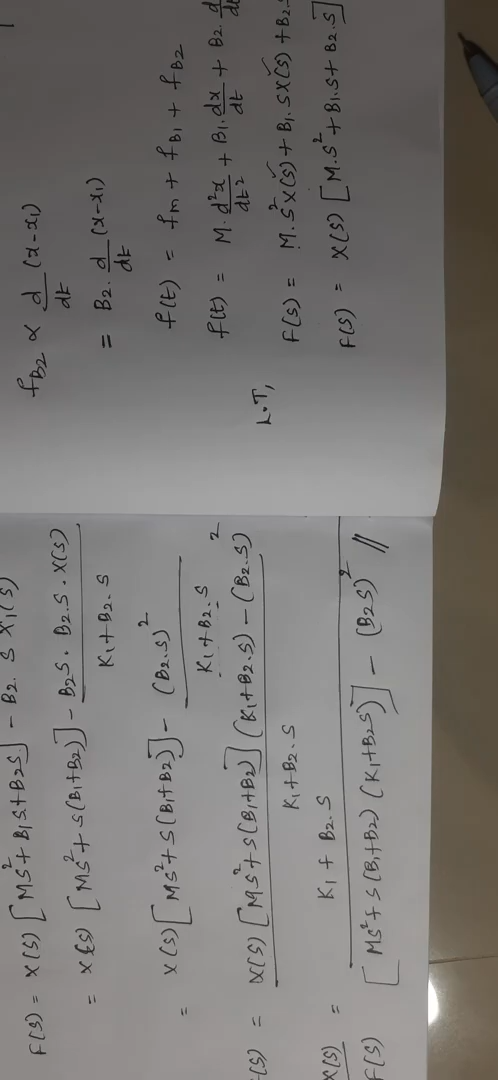 f_B2 ∝ d/dt (x-x₁)
= B₂. d/dt (x-x₁)
f(t) = f_m + f_B1 + f_B2
f(t) = M. d²x/dt² + B₁. dx/dt + B₂. d
L.T,
F(s) = M.S²X(s) + B₁.SX(s) + B₂.
F(s) = X(s) [M.S² + B₁.S + B₂.S]
F(s) = X(s) [MS² + B₁S + B₂S] - B₂. S X₁(s)
= X(s) [MS² + S(B₁+B₂)] - B₂S . B₂.S . X(s) / K₁+B₂.S
= X(s) [MS² + S(B₁+B₂)] - (B₂.S)² / K₁+B₂.S
(s) = X(s) [MS² + S(B₁+B₂)] (K₁+B₂.S) - (B₂.S)² / K₁+B₂.S
X(s)/F(s) = K₁ + B₂.S / [MS² + S(B₁+B₂) (K₁+B₂S)] - (B₂S)² //